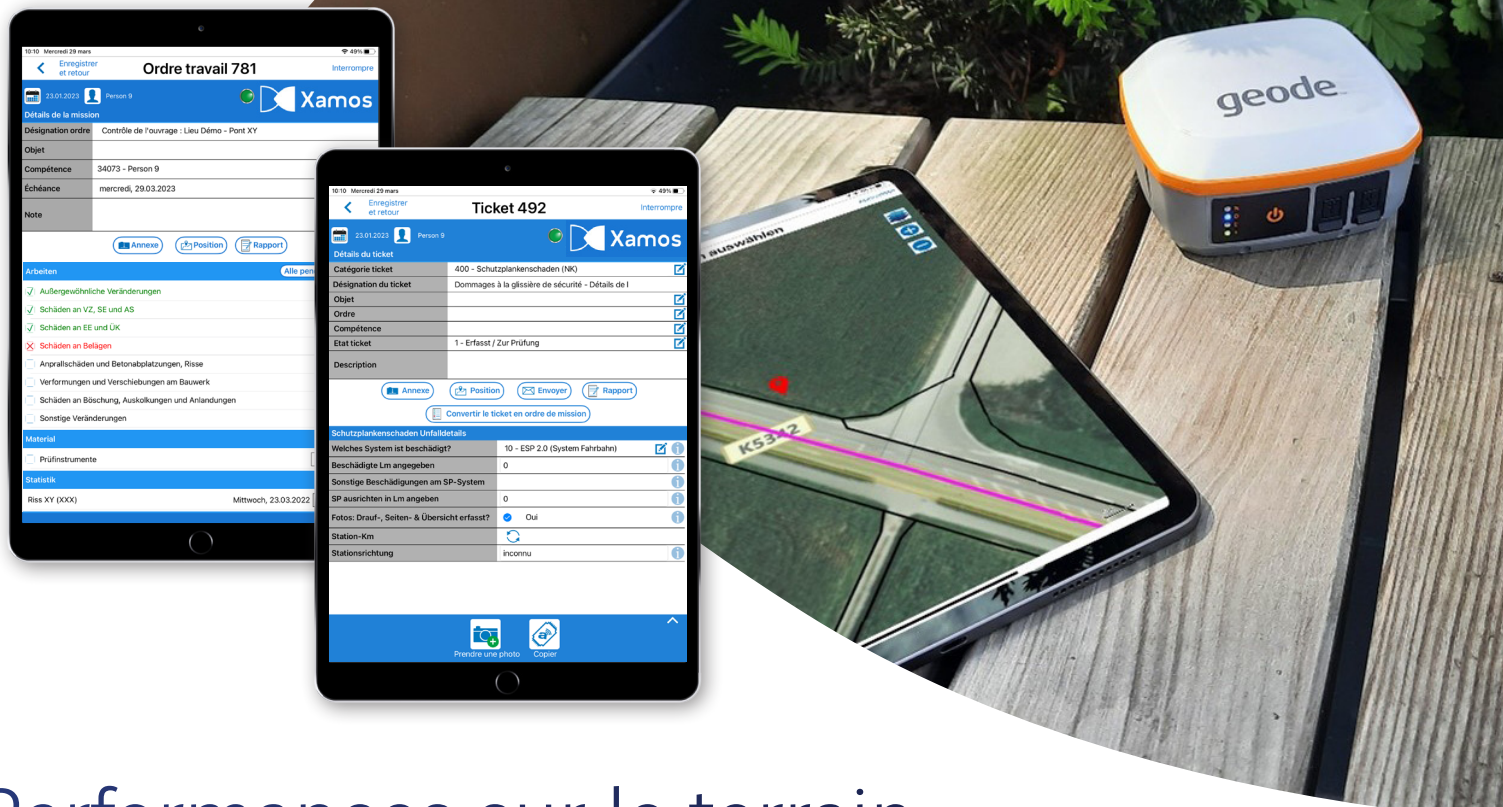 10:10 Mercredi 29 mars
49%
Enregistrer
et retour
Ordre travail 781
Interrompre
23.01.2023
Person 9
Xamos
Détails de la mission
Désignation ordre
Contrôle de l'ouvrage : Lieu Démo - Pont XY
Objet
Compétence
34073 - Person 9
Échéance
mercredi, 29.03.2023
Note
Annexe
Position
Rapport
Arbeiten
Alle pen
Außergewöhnliche Veränderungen
Schäden an VZ, SE und AS
Schäden an EE und ÜK
Schäden an Belägen
Anprallschäden und Betonabplatzungen, Risse
Verformungen und Verschiebungen am Bauwerk
Schäden an Böschung, Auskolkungen und Anlandungen
Sonstige Veränderungen
Material
Prüfinstrumente
Statistik
Riss XY (XXX)
Mittwoch, 23.03.2022
10:10 Mercredi 29 mars
49%
Enregistrer
et retour
Ticket 492
Interrompre
23.01.2023
Person 9
Xamos
Détails du ticket
Catégorie ticket
400 - Schutzplankenschaden (NK)
Désignation du ticket
Dommages à la glissière de sécurité - Détails de l
Objet
Ordre
Compétence
Etat ticket
1 - Erfasst / Zur Prüfung
Description
Annexe
Position
Envoyer
Rapport
Convertir le ticket en ordre de mission
Schutzplankenschaden Unfalldetails
Welches System ist beschädigt?
10 - ESP 2.0 (System Fahrbahn)
Beschädigte Lm angegeben
0
Sonstige Beschädigungen am SP-System
SP ausrichten in Lm angeben
0
Fotos: Drauf-, Seiten- & Übersicht erfasst?
Oui
Station-Km
Stationsrichtung
inconnu
Prendre une photo
Copier
geode
auswählen
K5342
Performances sur le terrain